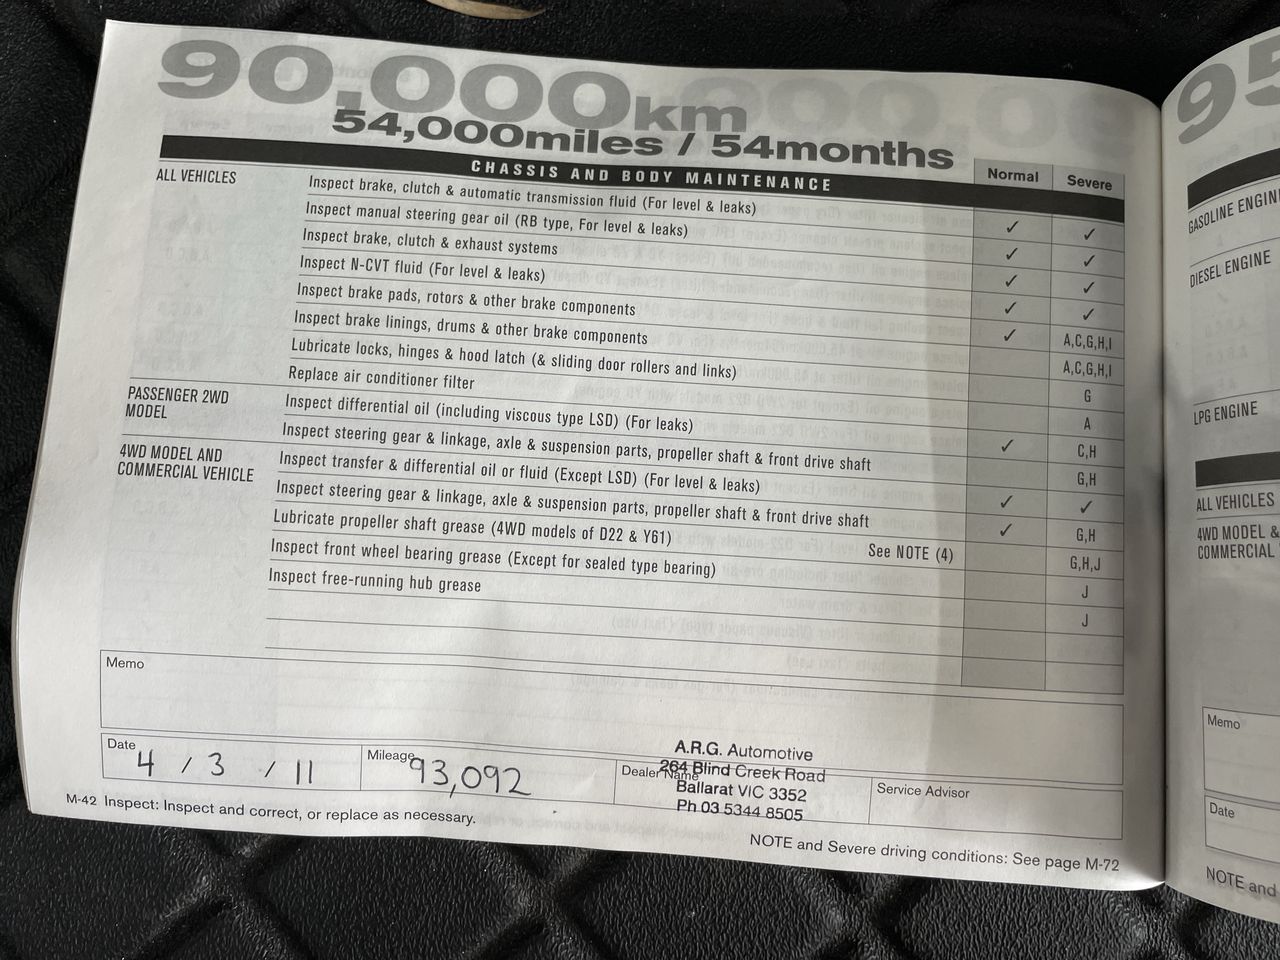 90,000km
54,000miles / 54months
CHASSIS AND BODY MAINTENANCE
Normal Severe
ALL VEHICLES
Inspect brake, clutch & automatic transmission fluid (For level & leaks) ✓ ✓
Inspect manual steering gear oil (RB type, For level & leaks) ✓ ✓
Inspect brake, clutch & exhaust systems ✓ ✓
Inspect N-CVT fluid (For level & leaks) ✓ ✓
Inspect brake pads, rotors & other brake components ✓ A,C,G,H,I
Inspect brake linings, drums & other brake components A,C,G,H,I
Lubricate locks, hinges & hood latch (& sliding door rollers and links) G
Replace air conditioner filter A
PASSENGER 2WD
MODEL
Inspect differential oil (including viscous type LSD) (For leaks) ✓ C,H
Inspect steering gear & linkage, axle & suspension parts, propeller shaft & front drive shaft G,H
4WD MODEL AND
COMMERCIAL VEHICLE
Inspect transfer & differential oil or fluid (Except LSD) (For level & leaks) ✓ ✓
Inspect steering gear & linkage, axle & suspension parts, propeller shaft & front drive shaft ✓ G,H
Lubricate propeller shaft grease (4WD models of D22 & Y61) See NOTE (4) G,H,J
Inspect front wheel bearing grease (Except for sealed type bearing) J
Inspect free-running hub grease J
Memo
Date 4 / 3 / 11
Mileage 93,092
Dealer Name
A.R.G. Automotive
264 Blind Creek Road
Ballarat VIC 3352
Ph 03 5344 8505
Service Advisor
M-42 Inspect: Inspect and correct, or replace as necessary.
NOTE and Severe driving conditions: See page M-72
95
GASOLINE ENGIN
DIESEL ENGINE
LPG ENGINE
ALL VEHICLES
4WD MODEL &
COMMERCIAL
Memo
Date
NOTE and